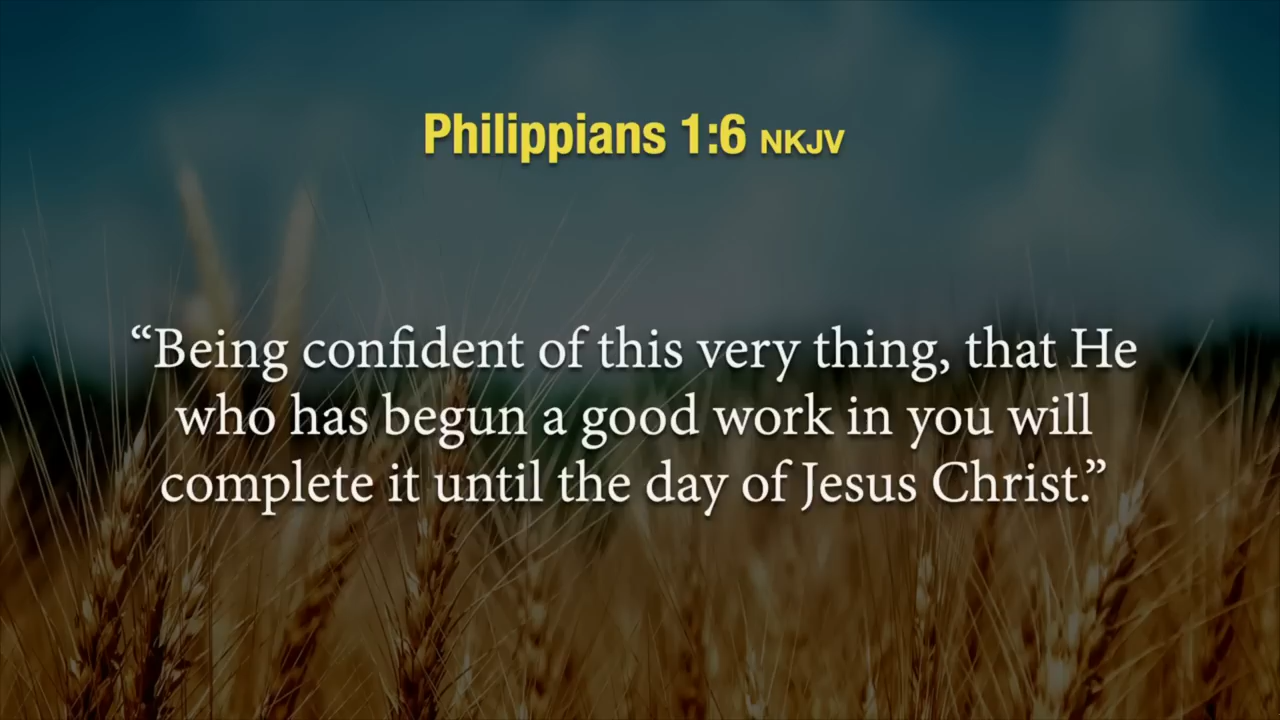 Philippians 1:6 NKJV
“Being confident of this very thing, that He
who has begun a good work in you will
complete it until the day of Jesus Christ.”